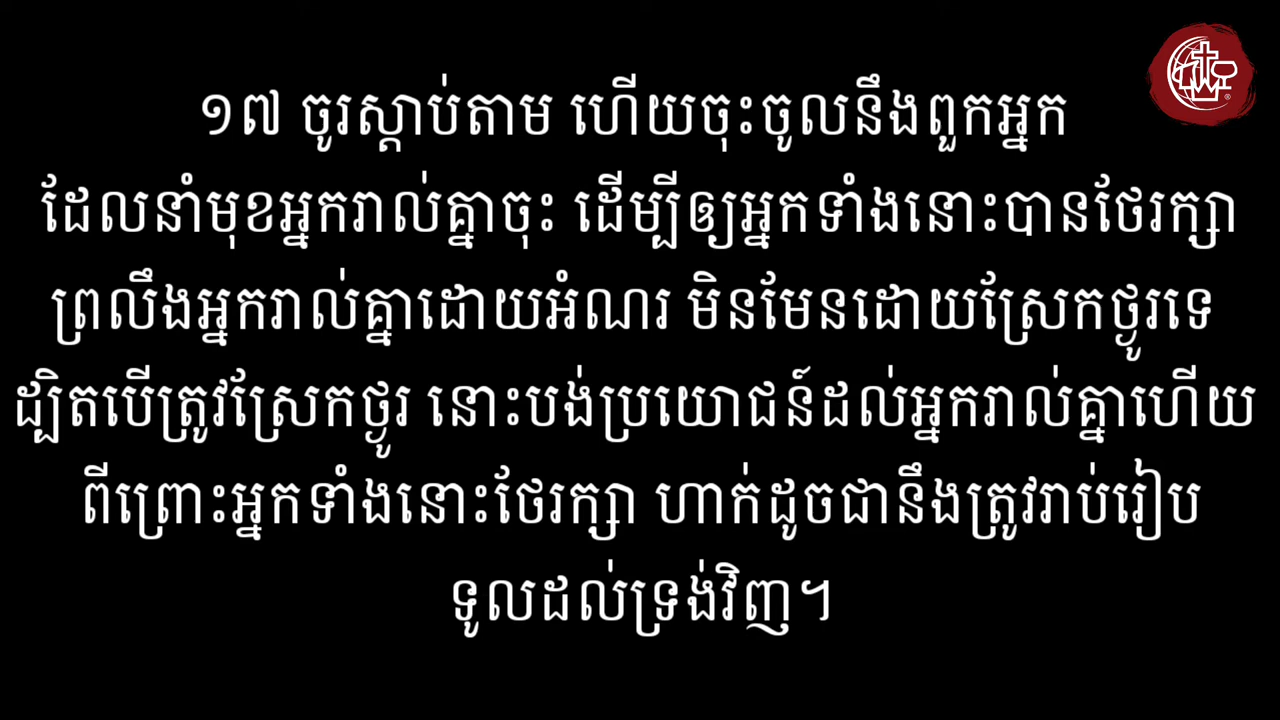 ១៧ ចូរស្តាប់តាម ហើយចុះចូលនឹងពួកអ្នក
ដែលនាំមុខអ្នករាល់គ្នាចុះ ដើម្បីឲ្យអ្នកទាំងនោះបានថែរក្សា
ព្រលឹងអ្នករាល់គ្នាដោយអំណរ មិនមែនដោយស្រែកថ្ងូរទេ
ដ្បិតបើត្រូវស្រែកថ្ងូរ នោះបង់ប្រយោជន៍ដល់អ្នករាល់គ្នាហើយ
ពីព្រោះអ្នកទាំងនោះថែរក្សា ហាក់ដូចជានឹងត្រូវរាប់រៀប
ទូលដល់ទ្រង់វិញ។